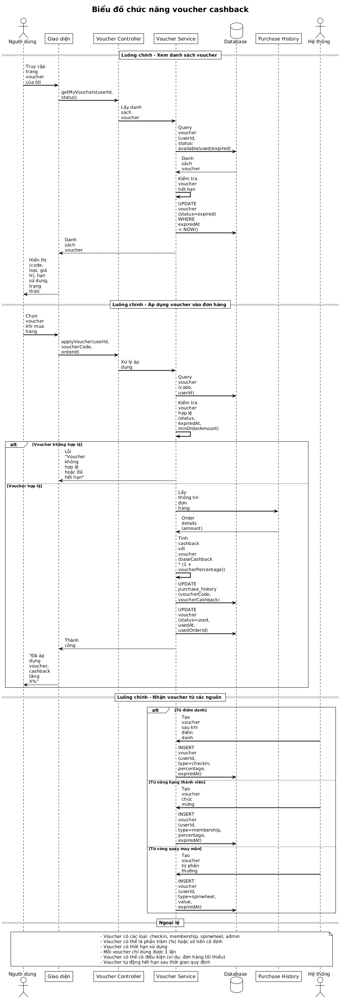 Biểu đồ chức năng voucher cashback
Người dùng
Giao diện
Voucher Controller
Voucher Service
Database
Purchase History
Hệ thống
Luồng chính - Xem danh sách voucher
Truy cập
trang
voucher
của tôi
getMyVouchers(userId,
status)
Lấy danh
sách
voucher
Query
voucher
(userId,
status:
available/used/expired)
Danh
sách
voucher
Kiểm tra
voucher
hết hạn
UPDATE
voucher
(status=expired)
WHERE
expiredAt
< NOW()
Danh
sách
voucher
Hiển thị
(code,
loại, giá
trị, hạn
sử dụng,
trạng
thái)
Luồng chính - Áp dụng voucher vào đơn hàng
Chọn
voucher
khi mua
hàng
applyVoucher(userId,
voucherCode,
orderId)
Xử lý áp
dụng
Query
voucher
(code,
userId)
Kiểm tra
voucher
hợp lệ
(status,
expiredAt,
minOrderAmount)
alt
[Voucher không hợp lệ]
Lỗi
"Voucher
không
hợp lệ
hoặc đã
hết hạn"
[Voucher hợp lệ]
Lấy
thông tin
đơn
hàng
Order
details
(amount)
Tính
cashback
với
voucher
(baseCashback
* (1 +
voucherPercentage))
UPDATE
purchase_history
(voucherCode,
voucherCashback)
UPDATE
voucher
(status=used,
usedAt,
usedOrderId)
Thành
công
"Đã áp
dụng
voucher,
cashback
tăng
X%"
Luồng chính - Nhận voucher từ các nguồn
alt
[Từ điểm danh]
Tạo
voucher
sau khi
điểm
danh
INSERT
voucher
(userId,
type=checkin,
percentage,
expiredAt)
[Từ nâng hạng thành viên]
Tạo
voucher
chúc
mừng
INSERT
voucher
(userId,
type=membership,
percentage,
expiredAt)
[Từ vòng quay may mắn]
Tạo
voucher
từ phần
thưởng
INSERT
voucher
(userId,
type=spinwheel,
value,
expiredAt)
Ngoại lệ
- Voucher có các loại: checkin, membership, spinwheel, admin
- Voucher có thể là phần trăm (%) hoặc số tiền cố định
- Voucher có thời hạn sử dụng
- Mỗi voucher chỉ dùng được 1 lần
- Voucher có thể có điều kiện (ví dụ: đơn hàng tối thiểu)
- Voucher tự động hết hạn sau thời gian quy định
Người dùng
Giao diện
Voucher Controller
Voucher Service
Database
Purchase History
Hệ thống